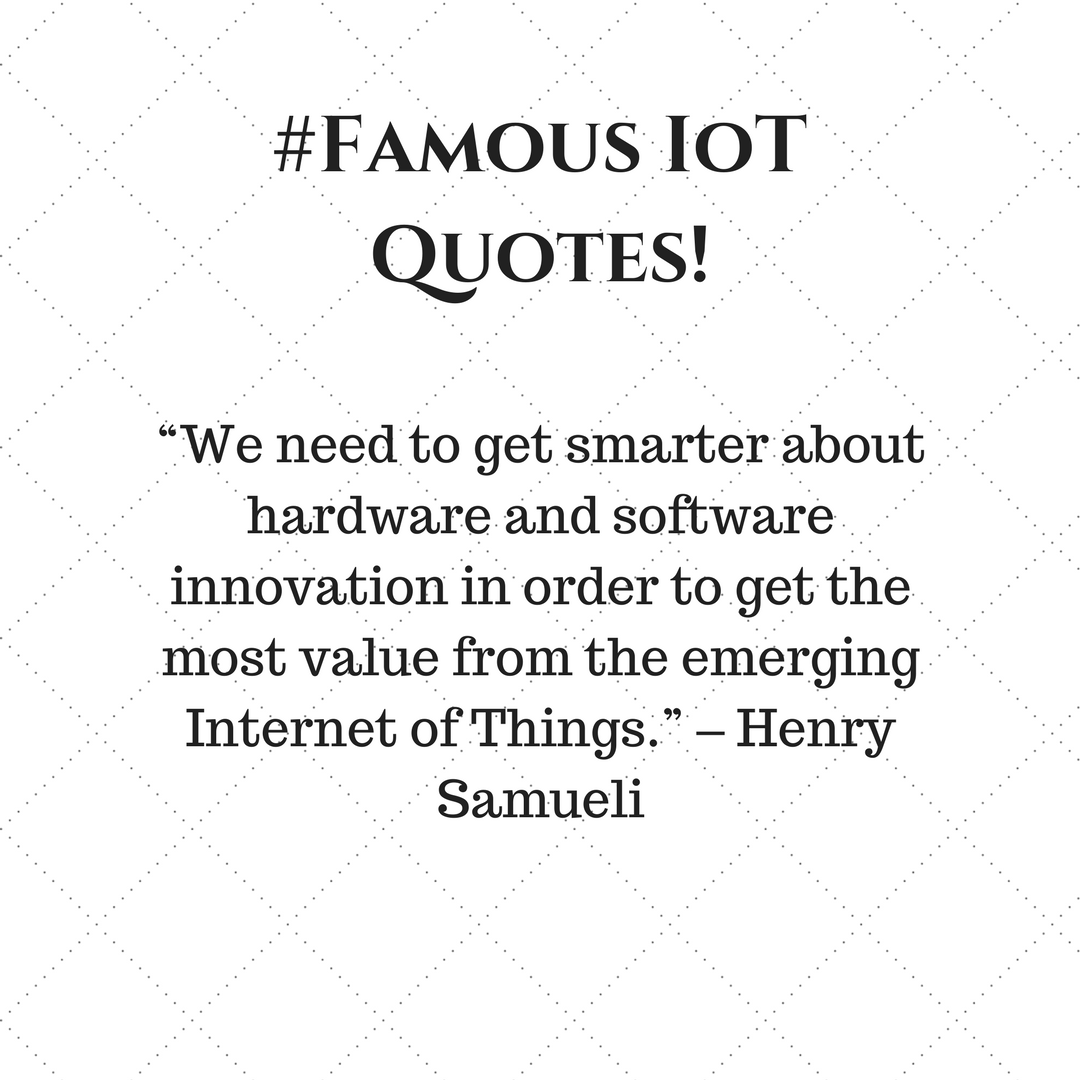 #Famous IoT
Quotes!
“We need to get smarter about
hardware and software
innovation in order to get the
most value from the emerging
Internet of Things.” – Henry
Samueli